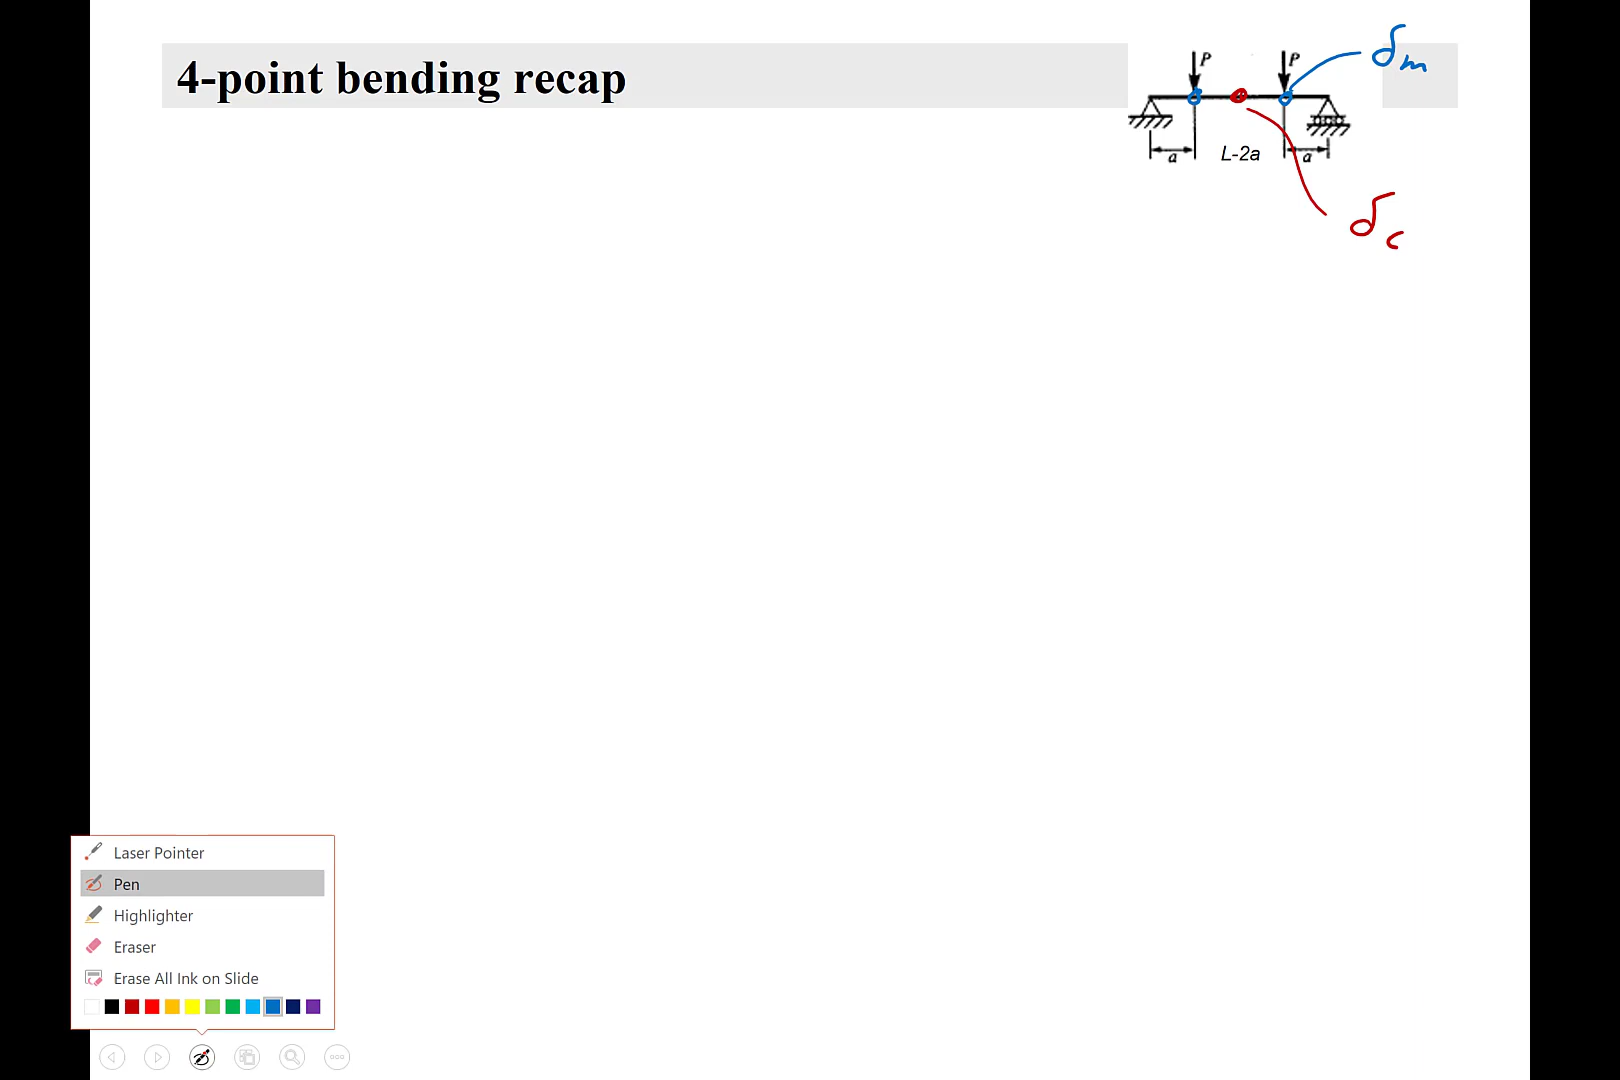 4-point bending recap
P P δm
a L-2a a
δc
Laser Pointer
Pen
Highlighter
Eraser
Erase All Ink on Slide